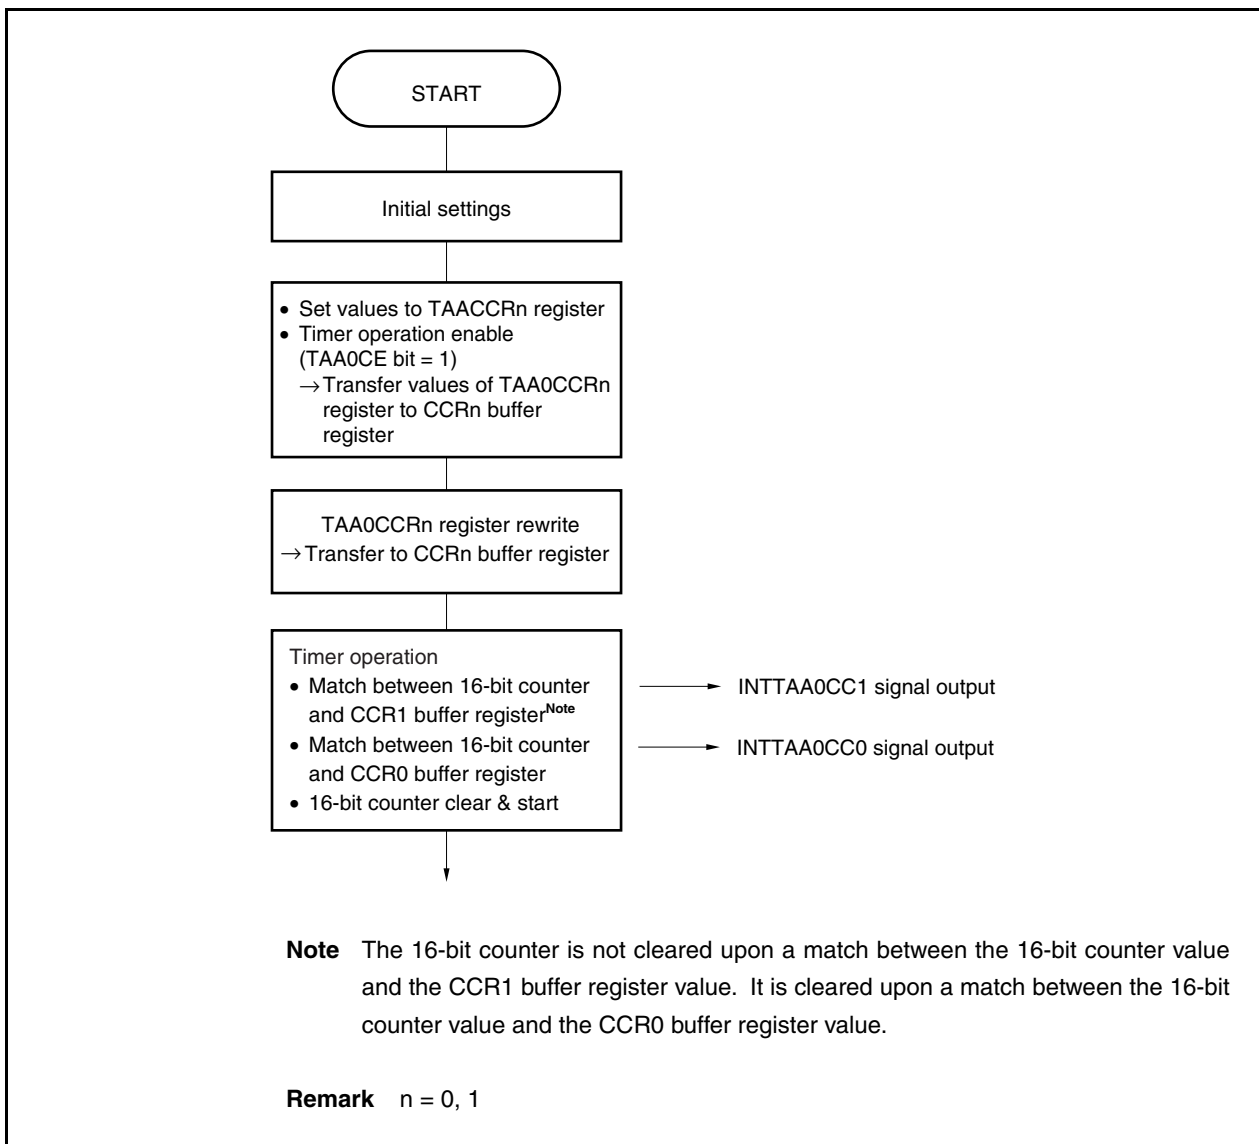 START
Initial settings
• Set values to TAACCRn register
• Timer operation enable
(TAA0CE bit = 1)
→ Transfer values of TAA0CCRn
register to CCRn buffer
register
TAA0CCRn register rewrite
→ Transfer to CCRn buffer register
Timer operation
• Match between 16-bit counter
and CCR1 buffer registerNote
→ INTTAA0CC1 signal output
• Match between 16-bit counter
and CCR0 buffer register
→ INTTAA0CC0 signal output
• 16-bit counter clear & start
Note The 16-bit counter is not cleared upon a match between the 16-bit counter value
and the CCR1 buffer register value. It is cleared upon a match between the 16-bit
counter value and the CCR0 buffer register value.
Remark n = 0, 1